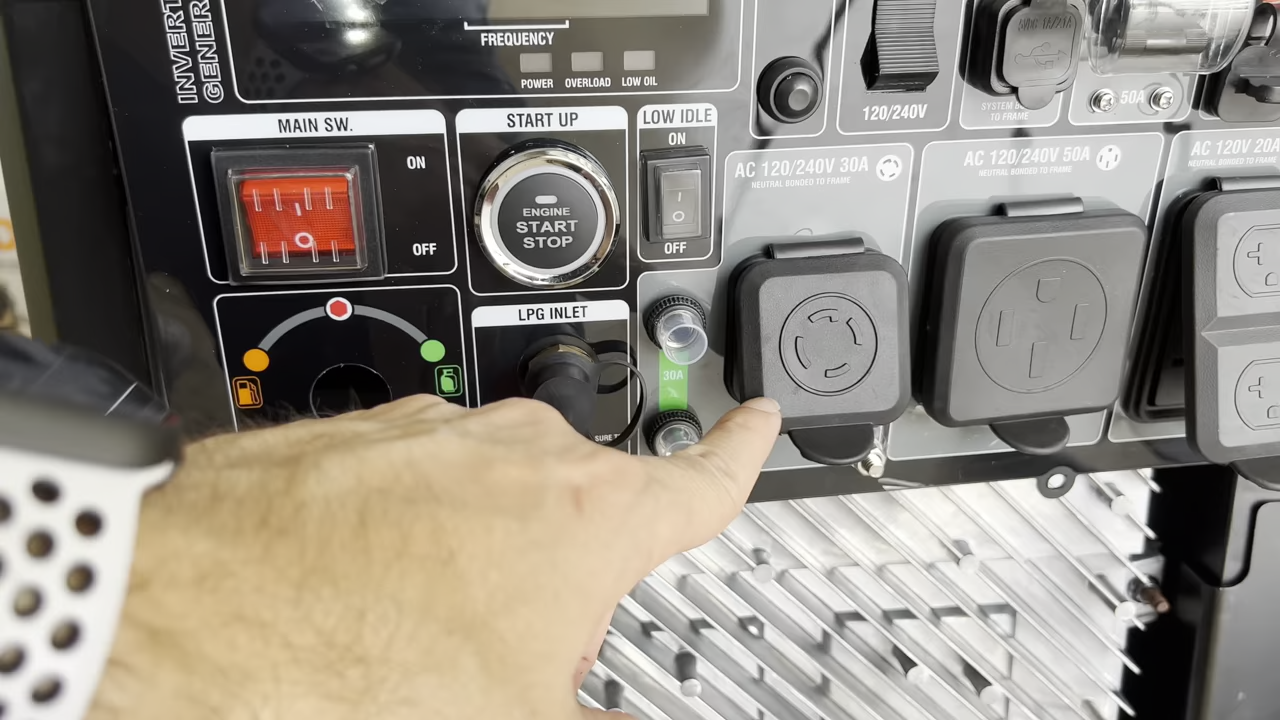 FREQUENCY
POWER
OVERLOAD
LOW OIL
MAIN SW.
ON
OFF
START UP
ENGINE
START
STOP
LOW IDLE
ON
OFF
LPG INLET
30A
120/240V
TO FRAME
50A
AC 120/240V 30A
NEUTRAL BONDED TO FRAME
AC 120/240V 50A
NEUTRAL BONDED TO FRAME
AC 120V 20A
NEUTRAL BONDED TO FRAME